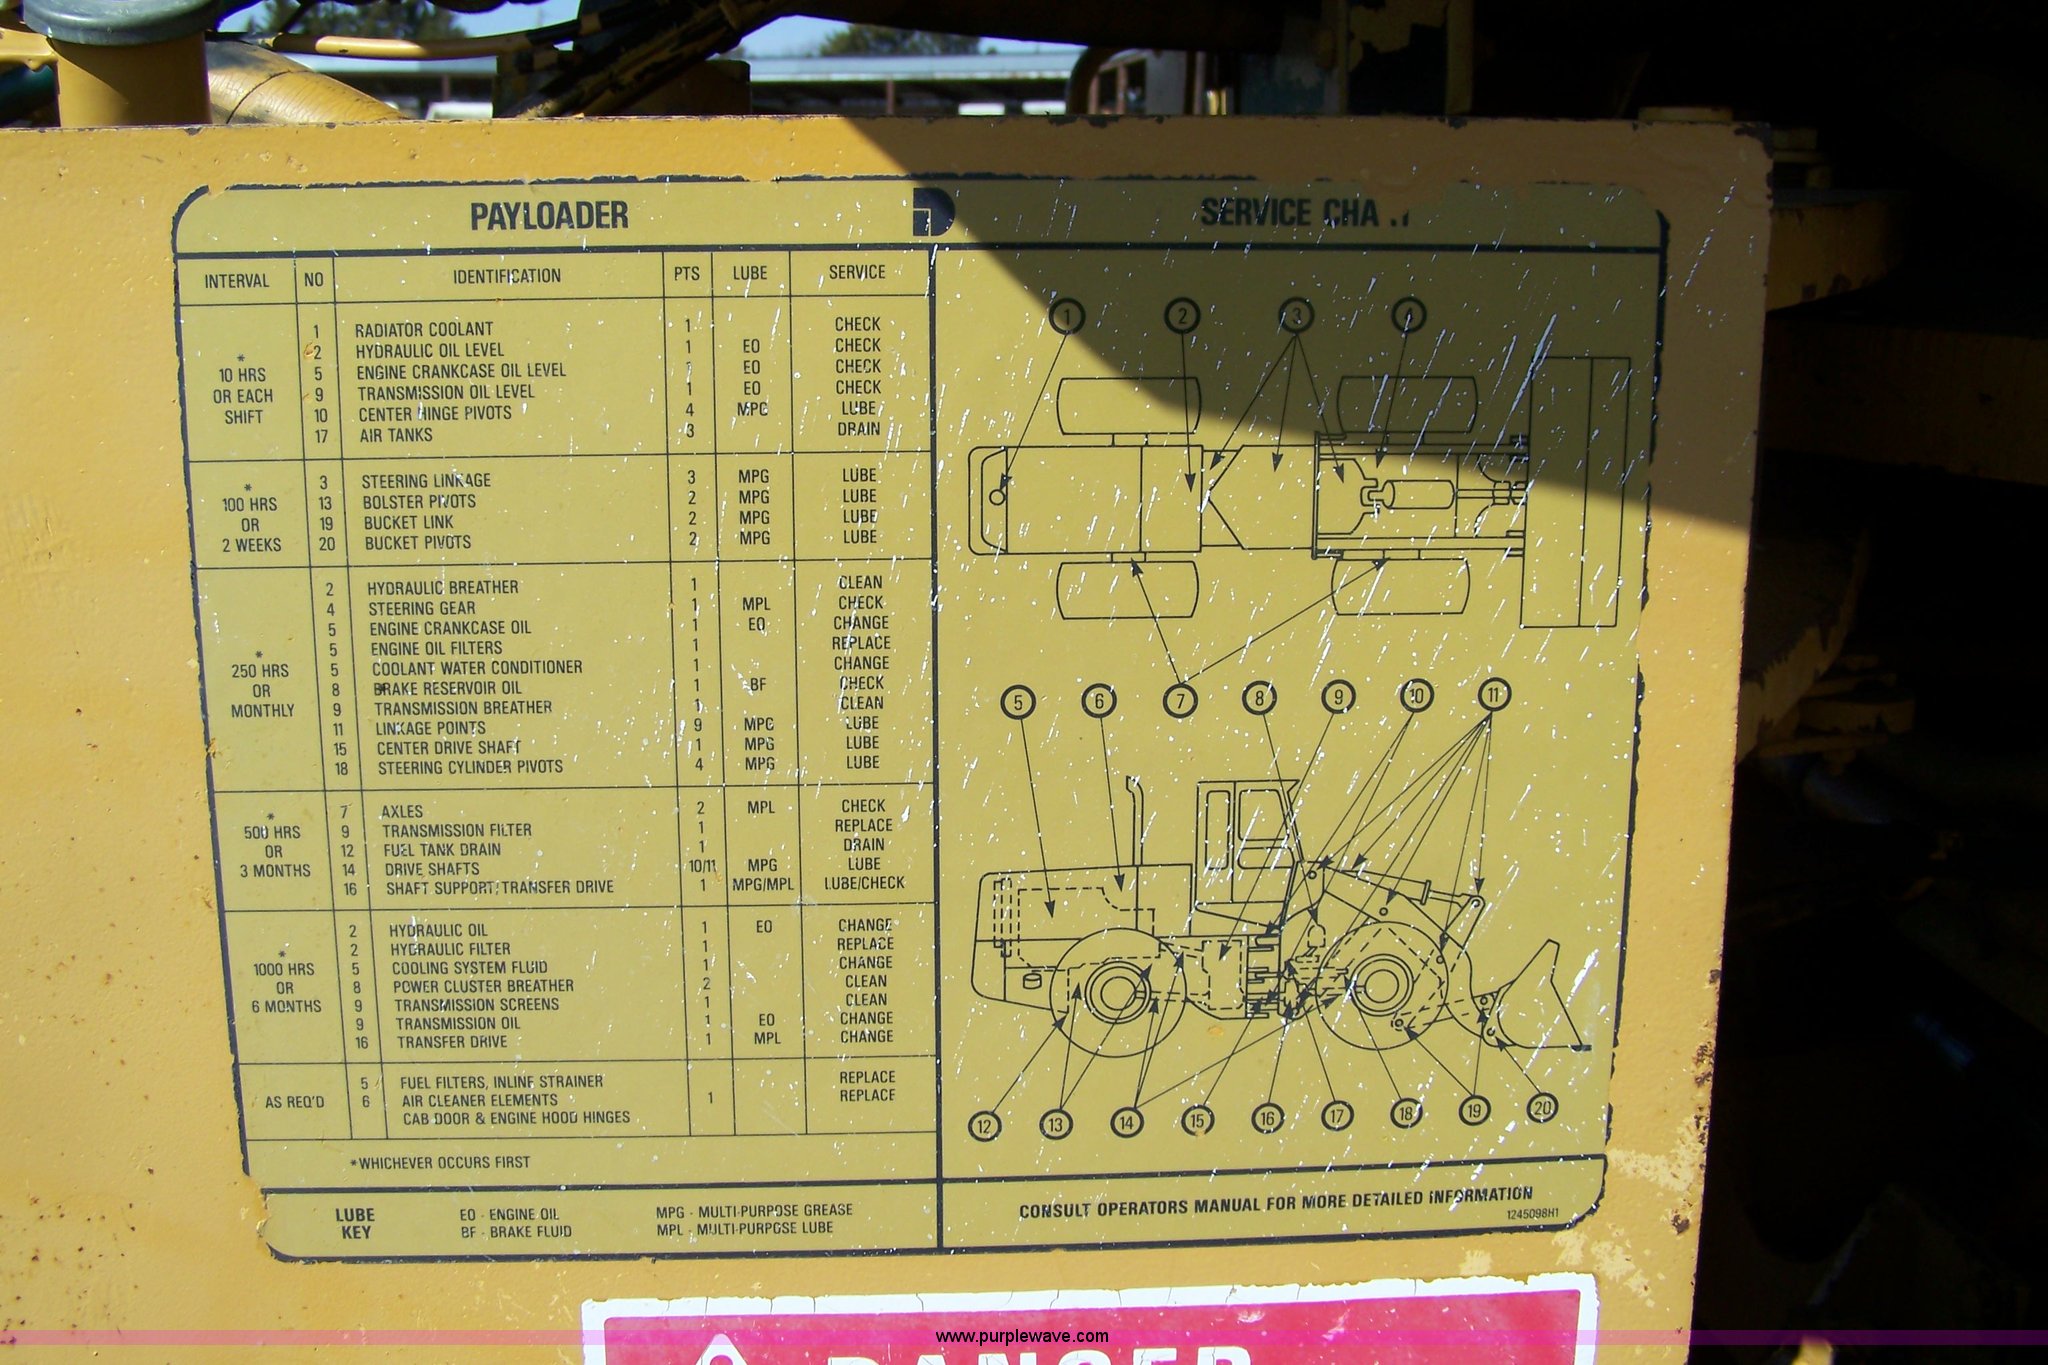 PAYLOADER
SERVICE CHA
INTERVAL NO IDENTIFICATION PTS LUBE SERVICE
* 10 HRS OR EACH SHIFT
1 RADIATOR COOLANT 1 CHECK
2 HYDRAULIC OIL LEVEL 1 EO CHECK
5 ENGINE CRANKCASE OIL LEVEL EO CHECK
9 TRANSMISSION OIL LEVEL 1 EO CHECK
10 CENTER HINGE PIVOTS 4 MPG LUBE
17 AIR TANKS 3 DRAIN
* 100 HRS OR 2 WEEKS
3 STEERING LINKAGE 3 MPG LUBE
13 BOLSTER PIVOTS 2 MPG LUBE
19 BUCKET LINK 2 MPG LUBE
20 BUCKET PIVOTS 2 MPG LUBE
* 250 HRS OR MONTHLY
2 HYDRAULIC BREATHER 1 CLEAN
4 STEERING GEAR 1 MPL CHECK
5 ENGINE CRANKCASE OIL 1 EO CHANGE
5 ENGINE OIL FILTERS 1 REPLACE
5 COOLANT WATER CONDITIONER 1 CHANGE
8 BRAKE RESERVOIR OIL 1 BF CHECK
9 TRANSMISSION BREATHER 1 CLEAN
11 LINKAGE POINTS 9 MPG LUBE
15 CENTER DRIVE SHAFT 1 MPG LUBE
18 STEERING CYLINDER PIVOTS 4 MPG LUBE
* 500 HRS OR 3 MONTHS
7 AXLES 2 MPL CHECK
9 TRANSMISSION FILTER 1 REPLACE
12 FUEL TANK DRAIN 1 DRAIN
14 DRIVE SHAFTS 10/11 MPG LUBE
16 SHAFT SUPPORT/TRANSFER DRIVE 1 MPG/MPL LUBE/CHECK
* 1000 HRS OR 6 MONTHS
2 HYDRAULIC OIL 1 EO CHANGE
2 HYDRAULIC FILTER 1 REPLACE
5 COOLING SYSTEM FLUID 1 CHANGE
8 POWER CLUSTER BREATHER 2 CLEAN
9 TRANSMISSION SCREENS 1 CLEAN
9 TRANSMISSION OIL 1 EO CHANGE
16 TRANSFER DRIVE 1 MPL CHANGE
AS REQ'D
5 FUEL FILTERS, INLINE STRAINER REPLACE
6 AIR CLEANER ELEMENTS 1 REPLACE
CAB DOOR & ENGINE HOOD HINGES
*WHICHEVER OCCURS FIRST
LUBE KEY
EO - ENGINE OIL
BF - BRAKE FLUID
MPG - MULTI-PURPOSE GREASE
MPL - MULTI-PURPOSE LUBE
1 2 3 4
5 6 7 8 9 10 11
12 13 14 15 16 17 18 19 20
CONSULT OPERATORS MANUAL FOR MORE DETAILED INFORMATION
1245098H1
DANGER
www.purplewave.com